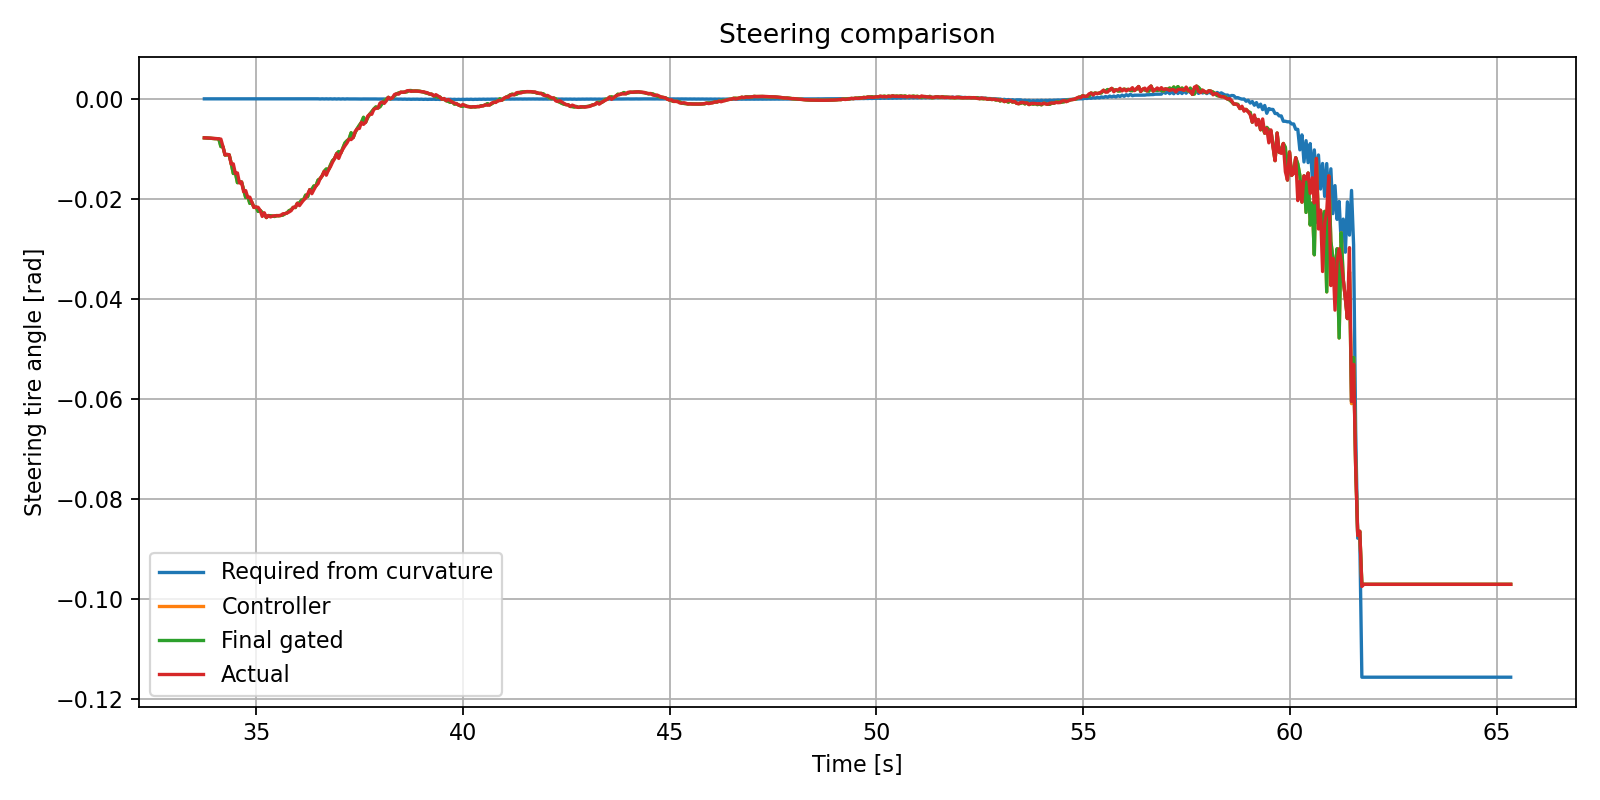 Steering comparison
Steering tire angle [rad]
0.00
−0.02
−0.04
−0.06
−0.08
−0.10
−0.12
Required from curvature
Controller
Final gated
Actual
35 40 45 50 55 60 65
Time [s]